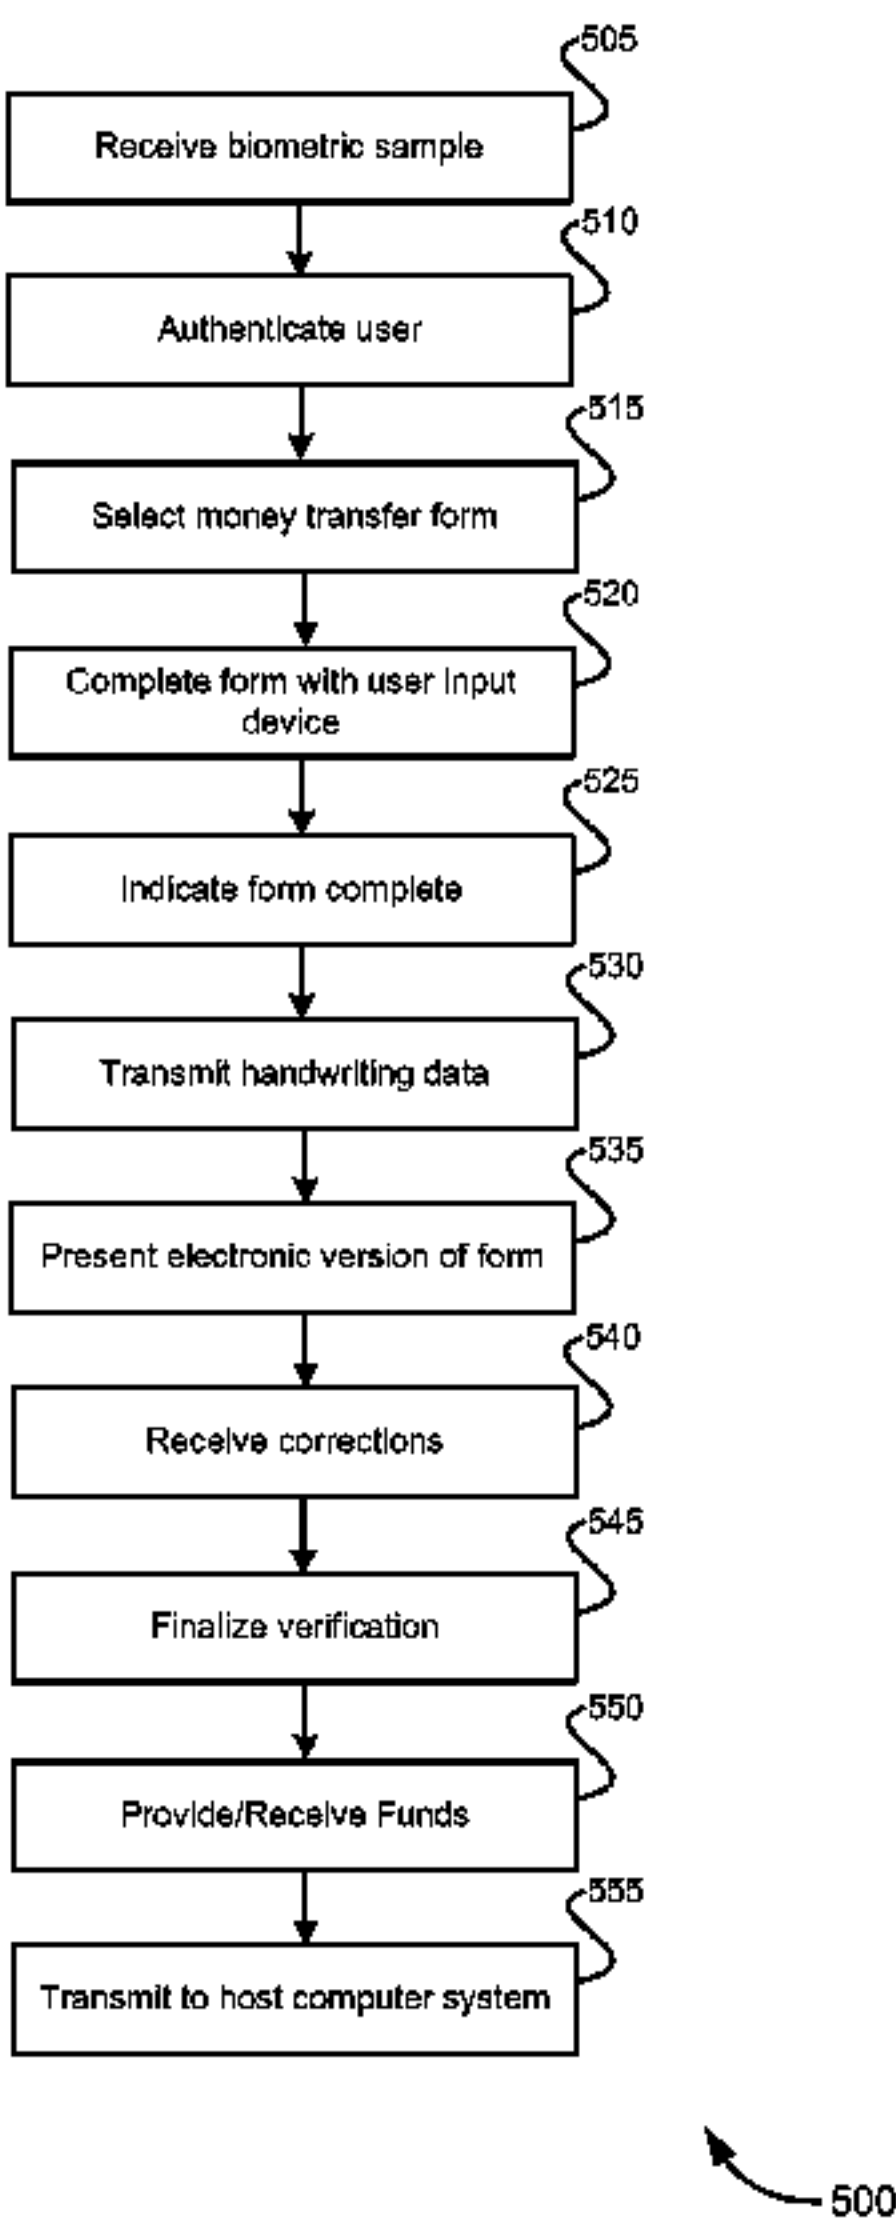 505
Receive biometric sample
510
Authenticate user
515
Select money transfer form
520
Complete form with user input
device
525
Indicate form complete
530
Transmit handwriting data
535
Present electronic version of form
540
Receive corrections
545
Finalize verification
550
Provide/Receive Funds
555
Transmit to host computer system
500